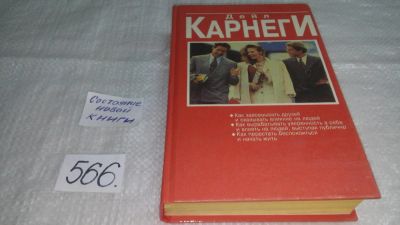 Дейл
КАРНЕГИ
• Как завоевывать друзей
и оказывать влияние на людей
• Как вырабатывать уверенность в себе
и влиять на людей, выступая публично
• Как перестать беспокоиться
и начать жить
Состояние
новой
книги
566.